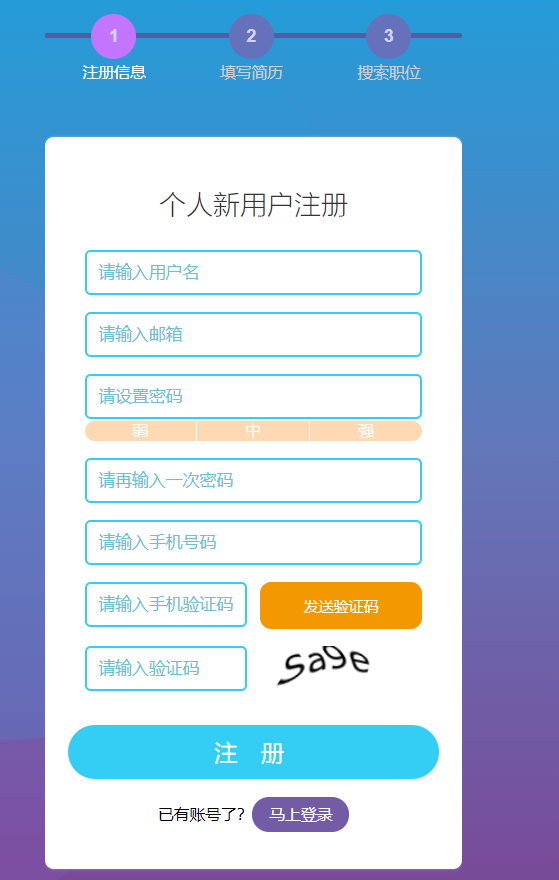 1 2 3
注册信息 填写简历 搜索职位
个人新用户注册
请输入用户名
请输入邮箱
请设置密码
弱 中 强
请再输入一次密码
请输入手机号码
请输入手机验证码 发送验证码
请输入验证码 sage
注 册
已有账号了? 马上登录